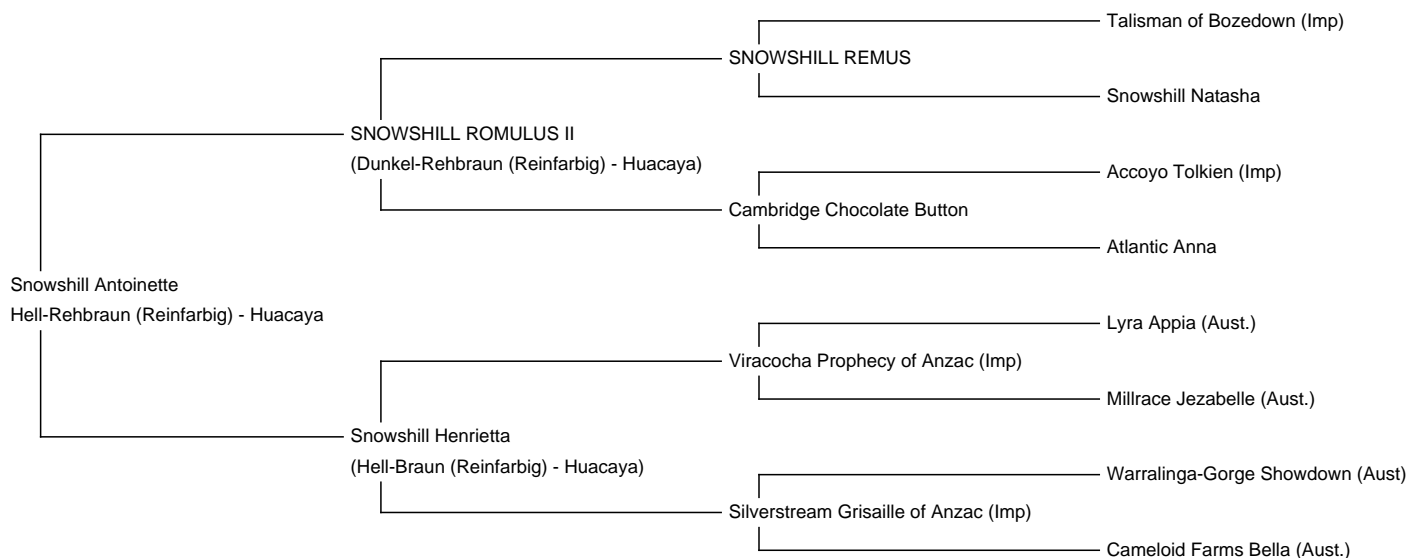 Talisman of Bozedown (Imp)
SNOWSHILL REMUS
Snowshill Natasha
SNOWSHILL ROMULUS II
(Dunkel-Rehbraun (Reinfarbig) - Huacaya)
Accoyo Tolkien (Imp)
Cambridge Chocolate Button
Atlantic Anna
Snowshill Antoinette
Hell-Rehbraun (Reinfarbig) - Huacaya
Lyra Appia (Aust.)
Viracocha Prophecy of Anzac (Imp)
Millrace Jezabelle (Aust.)
Snowshill Henrietta
(Hell-Braun (Reinfarbig) - Huacaya)
Warralinga-Gorge Showdown (Aust)
Silverstream Grisaille of Anzac (Imp)
Cameloid Farms Bella (Aust.)